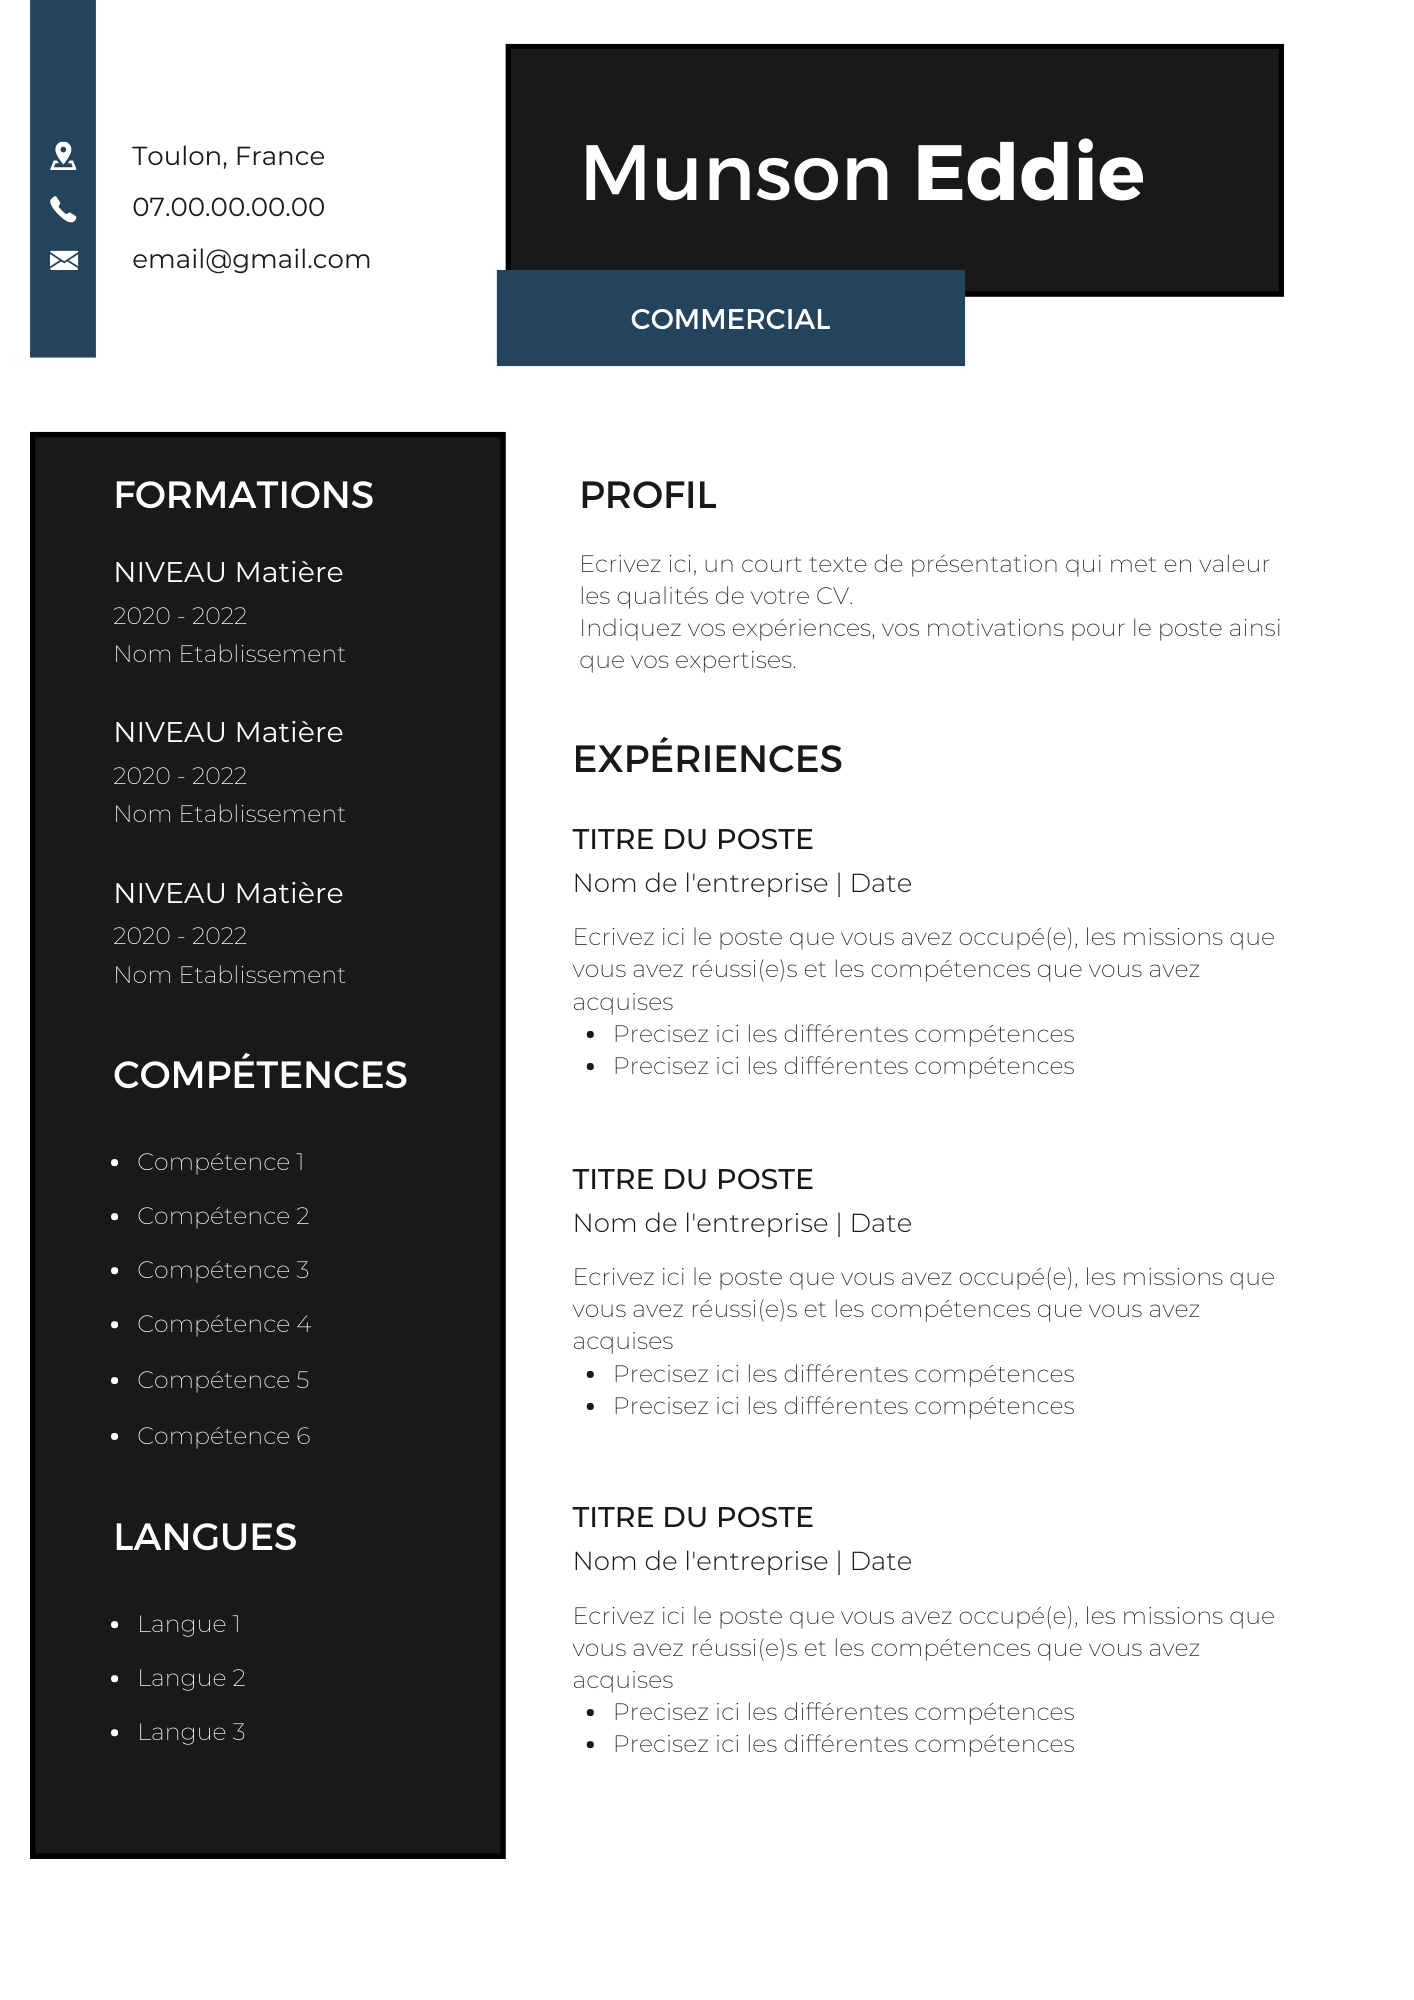 Toulon, France
07.00.00.00.00
email@gmail.com
Munson Eddie
COMMERCIAL
FORMATIONS
NIVEAU Matière
2020 - 2022
Nom Etablissement
NIVEAU Matière
2020 - 2022
Nom Etablissement
NIVEAU Matière
2020 - 2022
Nom Etablissement
COMPÉTENCES
• Compétence 1
• Compétence 2
• Compétence 3
• Compétence 4
• Compétence 5
• Compétence 6
LANGUES
• Langue 1
• Langue 2
• Langue 3
PROFIL
Ecrivez ici, un court texte de présentation qui met en valeur
les qualités de votre CV.
Indiquez vos expériences, vos motivations pour le poste ainsi
que vos expertises.
EXPÉRIENCES
TITRE DU POSTE
Nom de l'entreprise | Date
Ecrivez ici le poste que vous avez occupé(e), les missions que
vous avez réussi(e)s et les compétences que vous avez
acquises
• Precisez ici les différentes compétences
• Precisez ici les différentes compétences
TITRE DU POSTE
Nom de l'entreprise | Date
Ecrivez ici le poste que vous avez occupé(e), les missions que
vous avez réussi(e)s et les compétences que vous avez
acquises
• Precisez ici les différentes compétences
• Precisez ici les différentes compétences
TITRE DU POSTE
Nom de l'entreprise | Date
Ecrivez ici le poste que vous avez occupé(e), les missions que
vous avez réussi(e)s et les compétences que vous avez
acquises
• Precisez ici les différentes compétences
• Precisez ici les différentes compétences